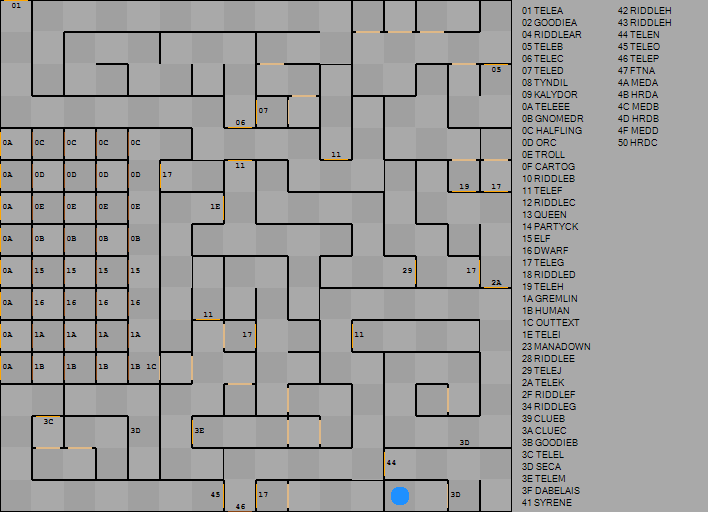 01
01 TELEA 42 RIDDLEH
02 GOODIEA 43 RIDDLEH
04 RIDDLEAR 44 TELEN
05 TELEB 45 TELEO
06 TELEC 46 TELEP
05 07 TELED 47 FTNA
08 TYNDIL 4A MEDA
09 KALYDOR 4B HRDA
07 0A TELEEE 4C MEDB
06 0B GNOMEDR 4D HRDB
0A 0C 0C 0C 0C 0C HALFLING 4F MEDD
11 0D ORC 50 HRDC
0E TROLL
11 0F CARTOG
0A 0D 0D 0D 0D 17 10 RIDDLEB
19 17 11 TELEF
0A 0E 0E 0E 0E 1E 12 RIDDLEC
13 QUEEN
14 PARTYCK
0A 0B 0B 0B 0B 15 ELF
16 DWARF
17 TELEG
0A 15 15 15 15 29 17 18 RIDDLED
2A 19 TELEH
0A 16 16 16 16 1A GREMLIN
11 1B HUMAN
1C OUTTEXT
0A 1A 1A 1A 1A 17 11 1E TELEI
23 MANADOWN
0A 1B 1B 1B 1B 1C 28 RIDDLEE
29 TELEJ
2A TELEK
2F RIDDLEF
34 RIDDLEG
3C 39 CLUEB
3D 3E 3A CLUEC
3D 3B GOODIEB
3C TELEL
44 3D SECA
3E TELEM
45 17 3D 3F DABELAIS
46 41 SYRENE